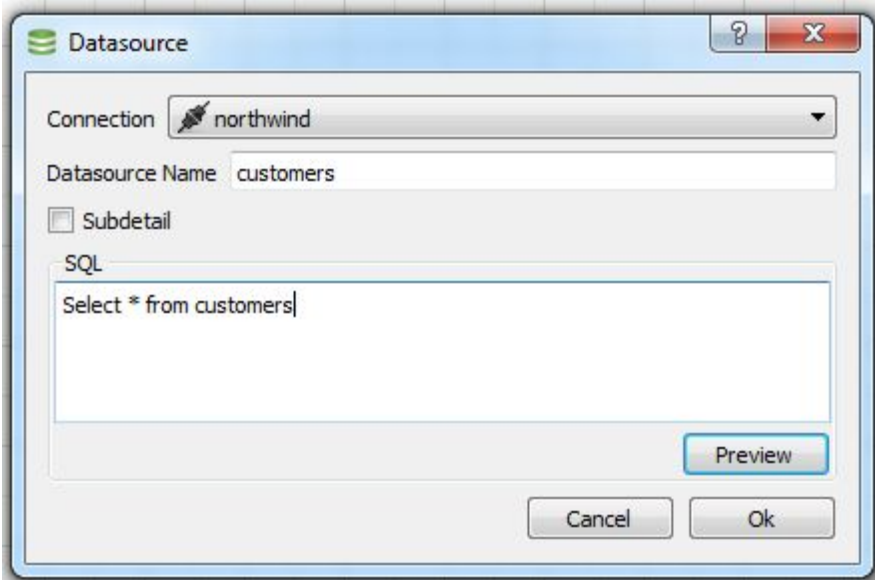 Datasource
Connection northwind
Datasource Name customers
Subdetail
SQL
Select * from customers
Preview
Cancel Ok